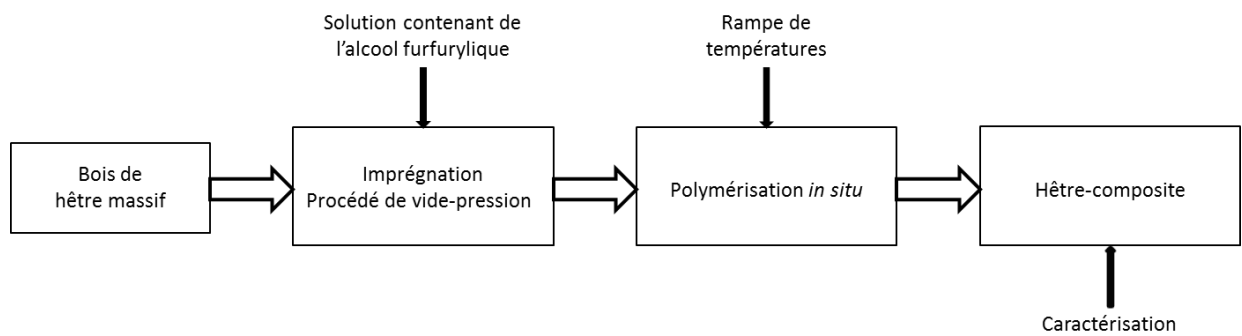 Solution contenant de
l'alcool furfurylique
Rampe de
températures
Bois de
hêtre massif
Imprégnation
Procédé de vide-pression
Polymérisation in situ
Hêtre-composite
Caractérisation